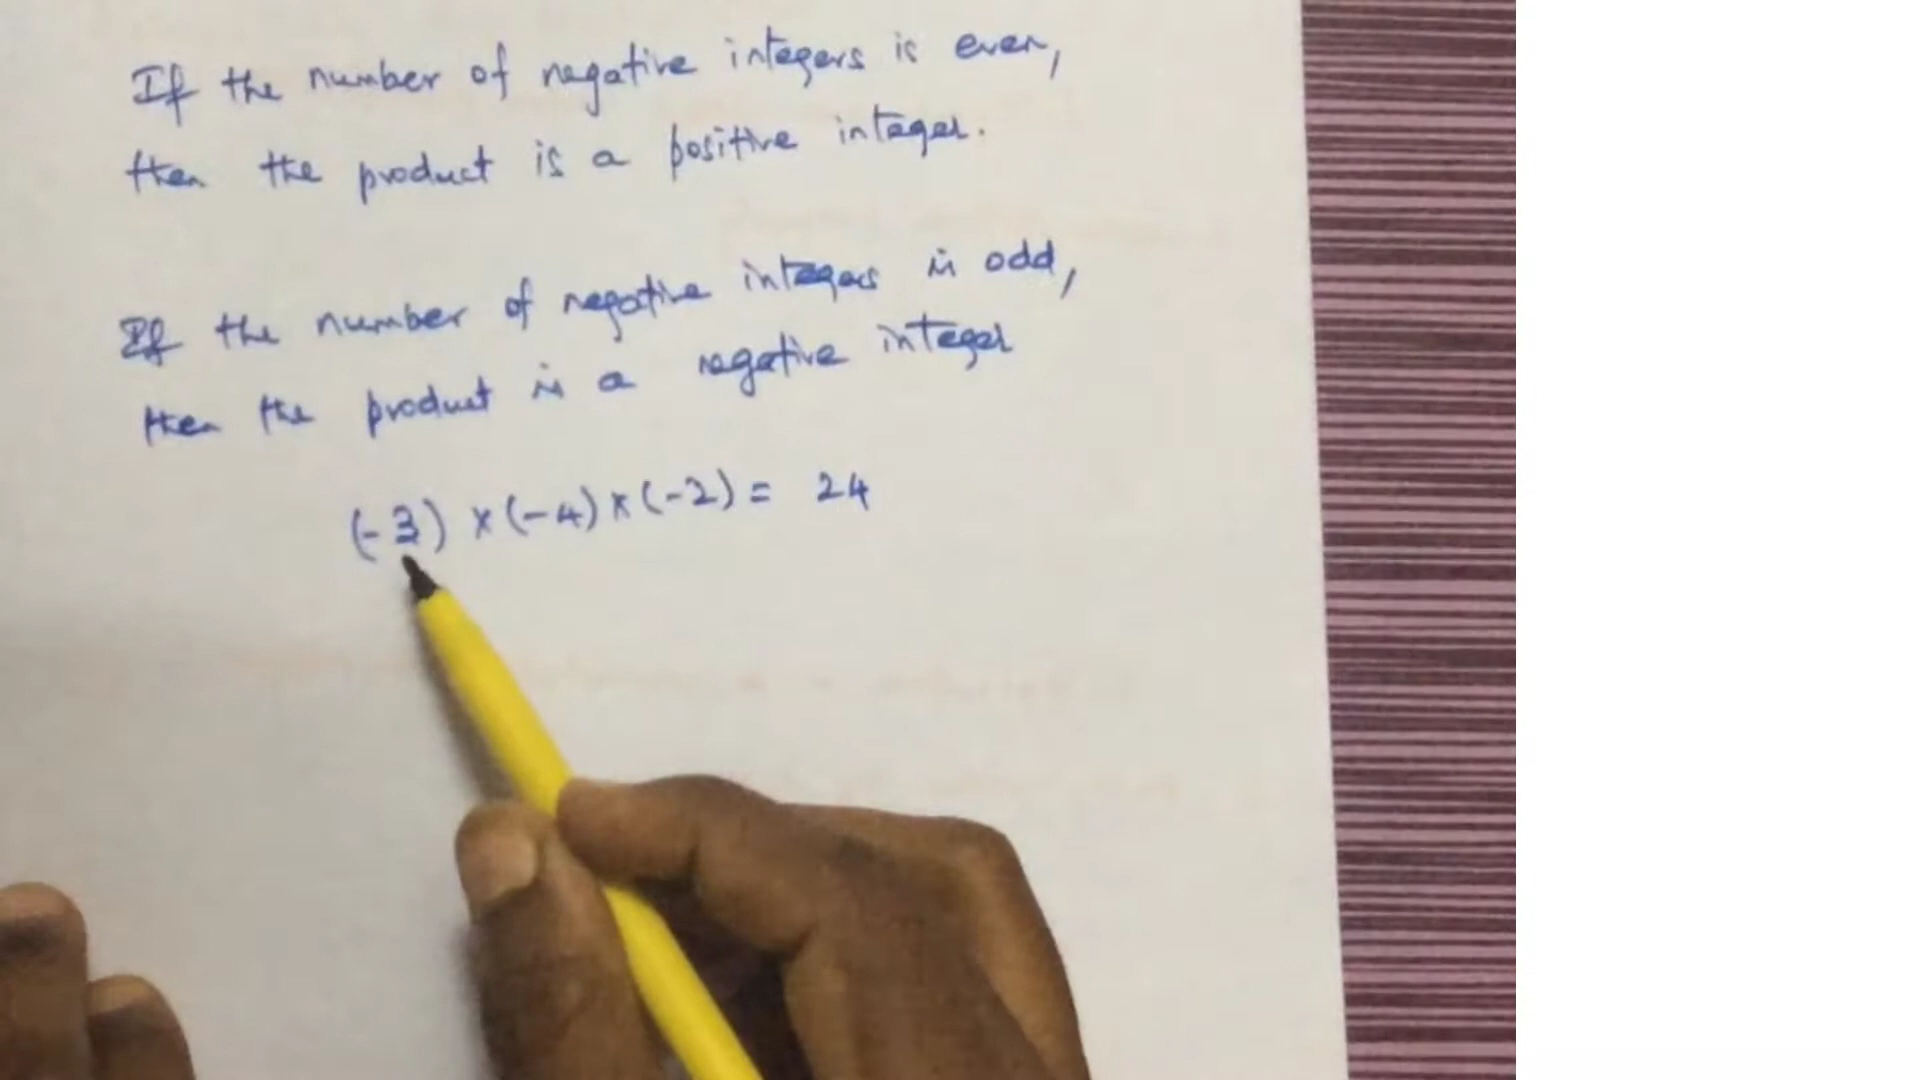 If the number of negative integers is even,
then the product is a positive integer.
If the number of negative integers is odd,
then the product is a negative integer
(-3) × (-4) × (-2) = 24